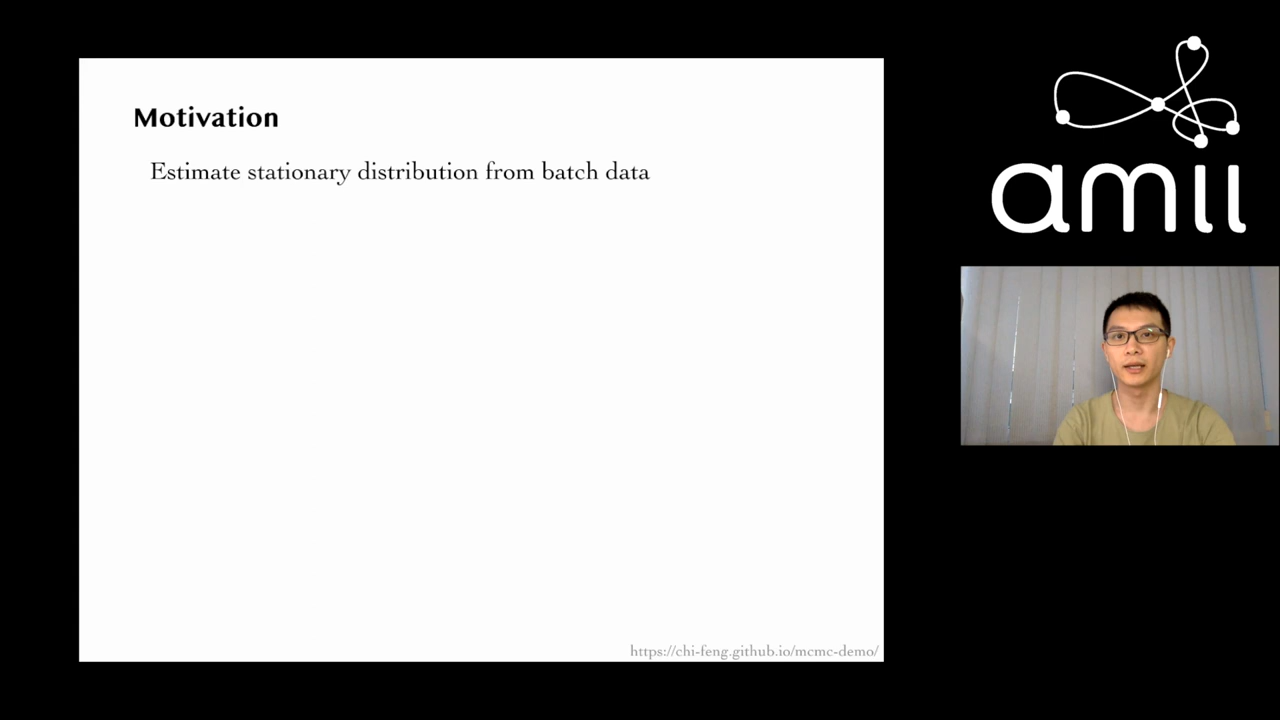 Motivation
Estimate stationary distribution from batch data
https://chi-feng.github.io/mcmc-demo/
amii